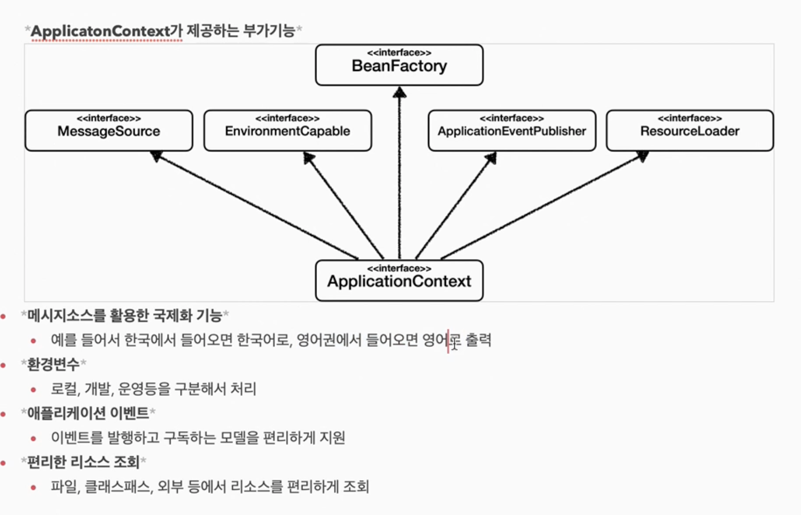 *ApplicatonContext가 제공하는 부가기능*
<<interface>>
BeanFactory
<<interface>>
MessageSource
<<interface>>
EnvironmentCapable
<<interface>>
ApplicationEventPublisher
<<interface>>
ResourceLoader
<<interface>>
ApplicationContext
*메시지소스를 활용한 국제화 기능*
예를 들어서 한국에서 들어오면 한국어로, 영어권에서 들어오면 영어로 출력
*환경변수*
로컬, 개발, 운영등을 구분해서 처리
*애플리케이션 이벤트*
이벤트를 발행하고 구독하는 모델을 편리하게 지원
*편리한 리소스 조회*
파일, 클래스패스, 외부 등에서 리소스를 편리하게 조회